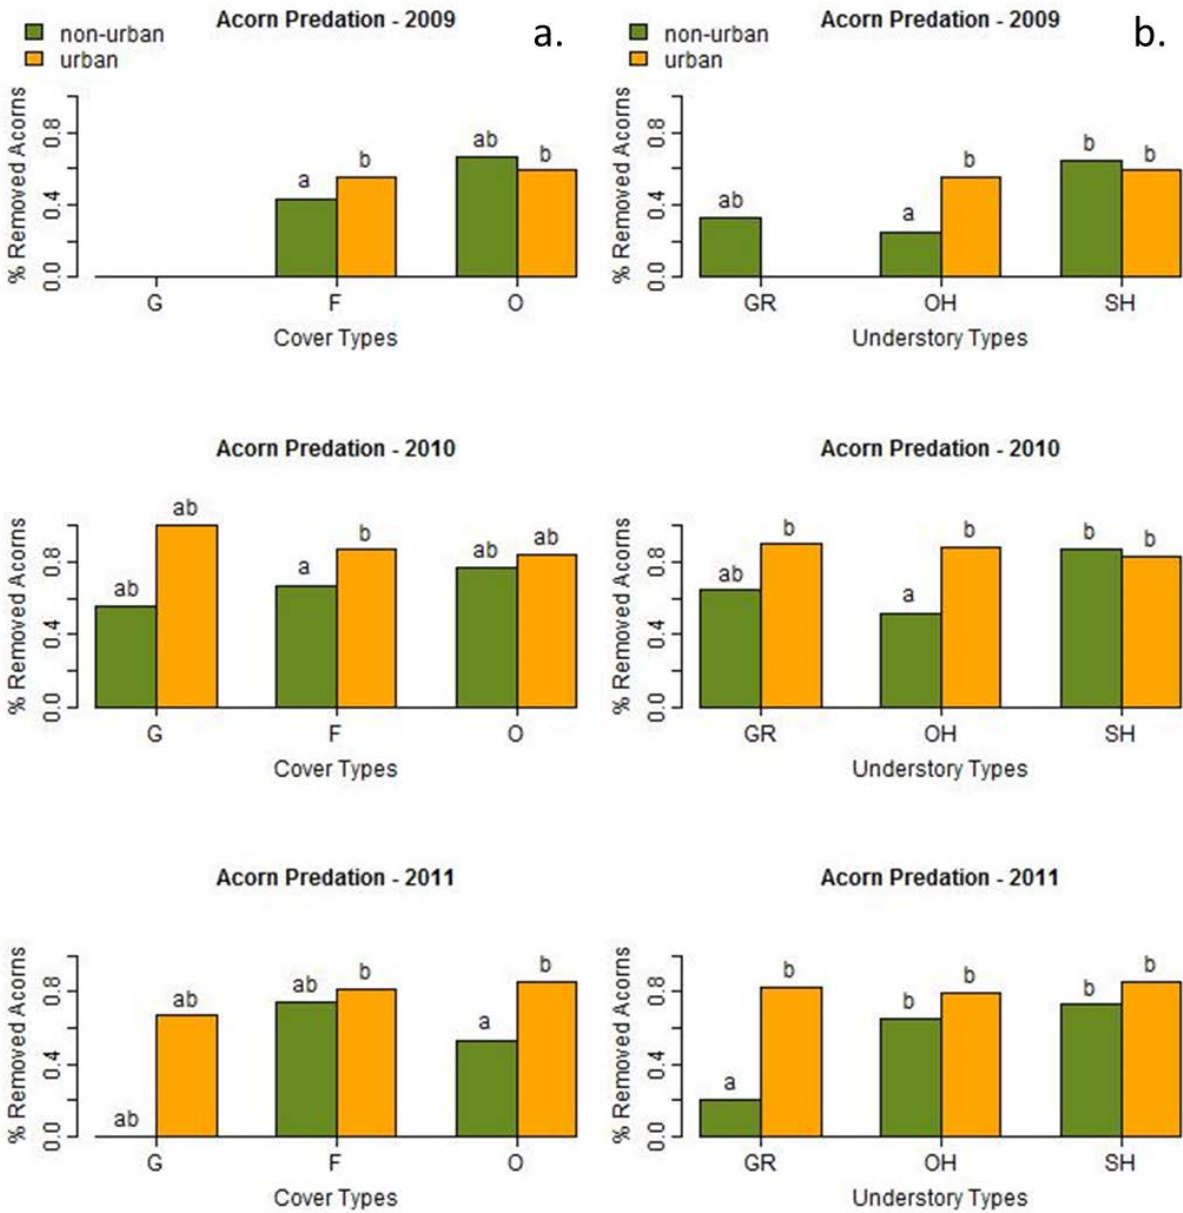 Acorn Predation - 2009
non-urban
urban
a.
% Removed Acorns
0.0 0.4 0.8
a b ab b
G F O
Cover Types
Acorn Predation - 2009
non-urban
urban
b.
% Removed Acorns
0.0 0.4 0.8
ab a b b b
GR OH SH
Understory Types
Acorn Predation - 2010
% Removed Acorns
0.0 0.4 0.8
ab ab a b ab ab
G F O
Cover Types
Acorn Predation - 2010
% Removed Acorns
0.0 0.4 0.8
ab b a b b b
GR OH SH
Understory Types
Acorn Predation - 2011
% Removed Acorns
0.0 0.4 0.8
ab ab ab b a b
G F O
Cover Types
Acorn Predation - 2011
% Removed Acorns
0.0 0.4 0.8
a b b b b b
GR OH SH
Understory Types